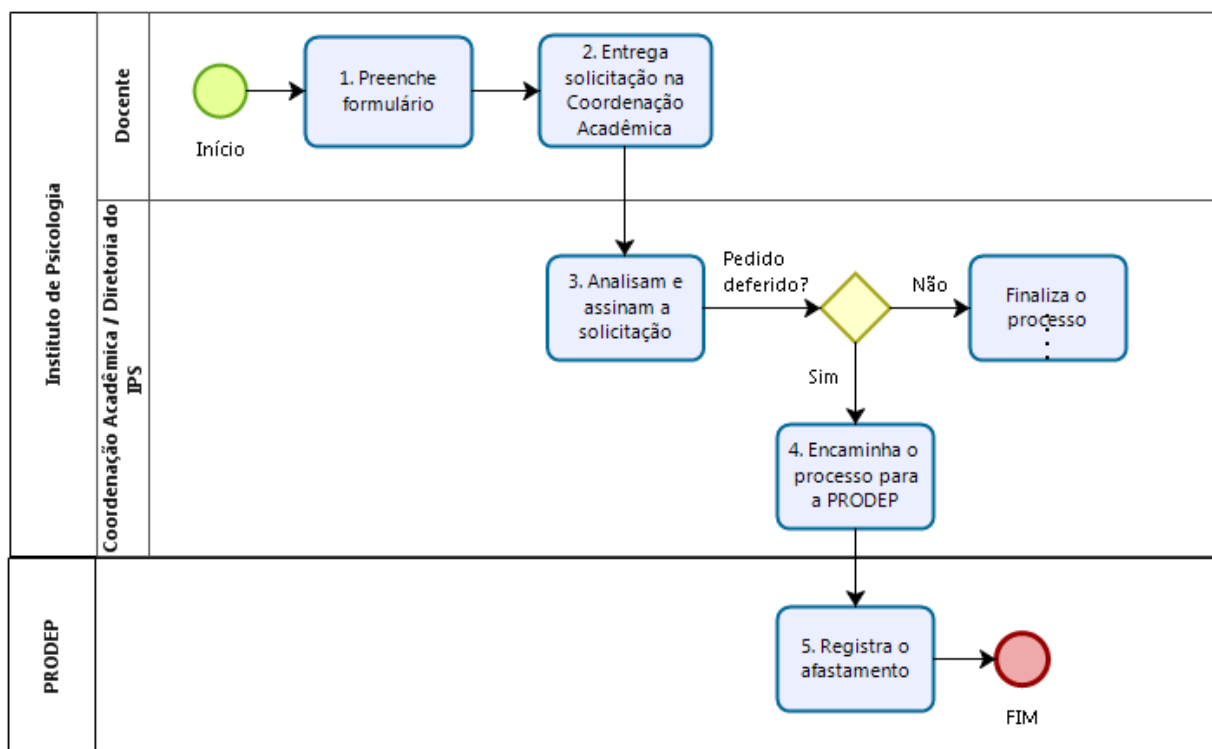 Instituto de Psicologia
Docente
Início
1. Preenche
formulário
2. Entrega
solicitação na
Coordenação
Acadêmica
Coordenação Acadêmica / Diretoria do
IPS
3. Analisam e
assinam a
solicitação
Pedido
deferido?
Não
Finaliza o
processo
Sim
4. Encaminha o
processo para
a PRODEP
PRODEP
5. Registra o
afastamento
FIM